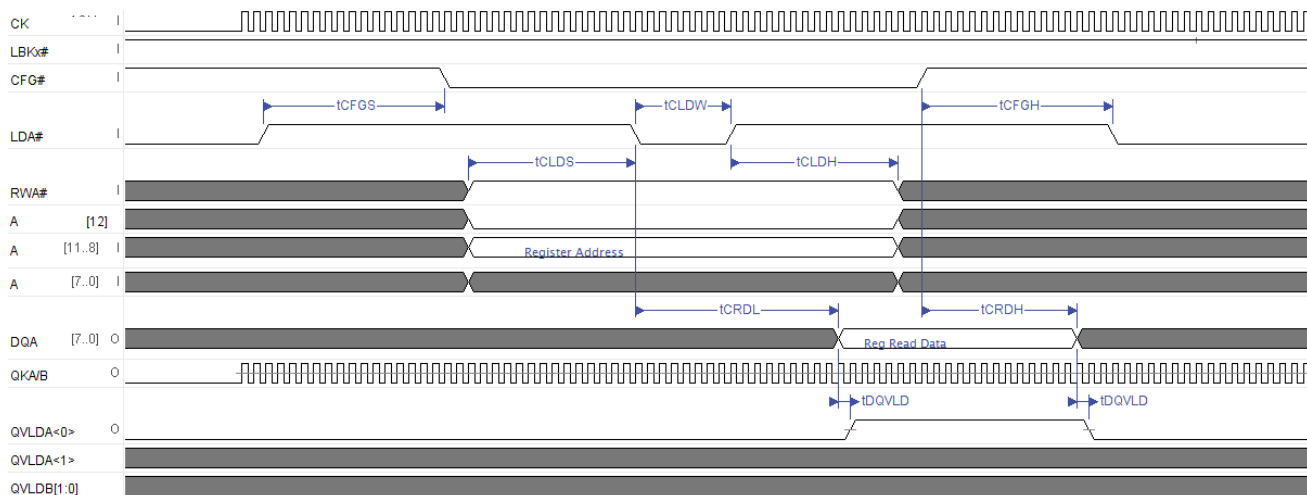 CK I
LBKx# I
CFG# I
tCFGS tCLDW tCFGH
LDA# I
tCLDS tCLDH
RWA# I
A [12]
A [11..8] I
Register Address
A [7..0] I
tCRDL tCRDH
DQA [7..0] O
Reg Read Data
QKA/B O
tDQVLD tDQVLD
QVLDA<0> O
QVLDA<1>
QVLDB[1:0]